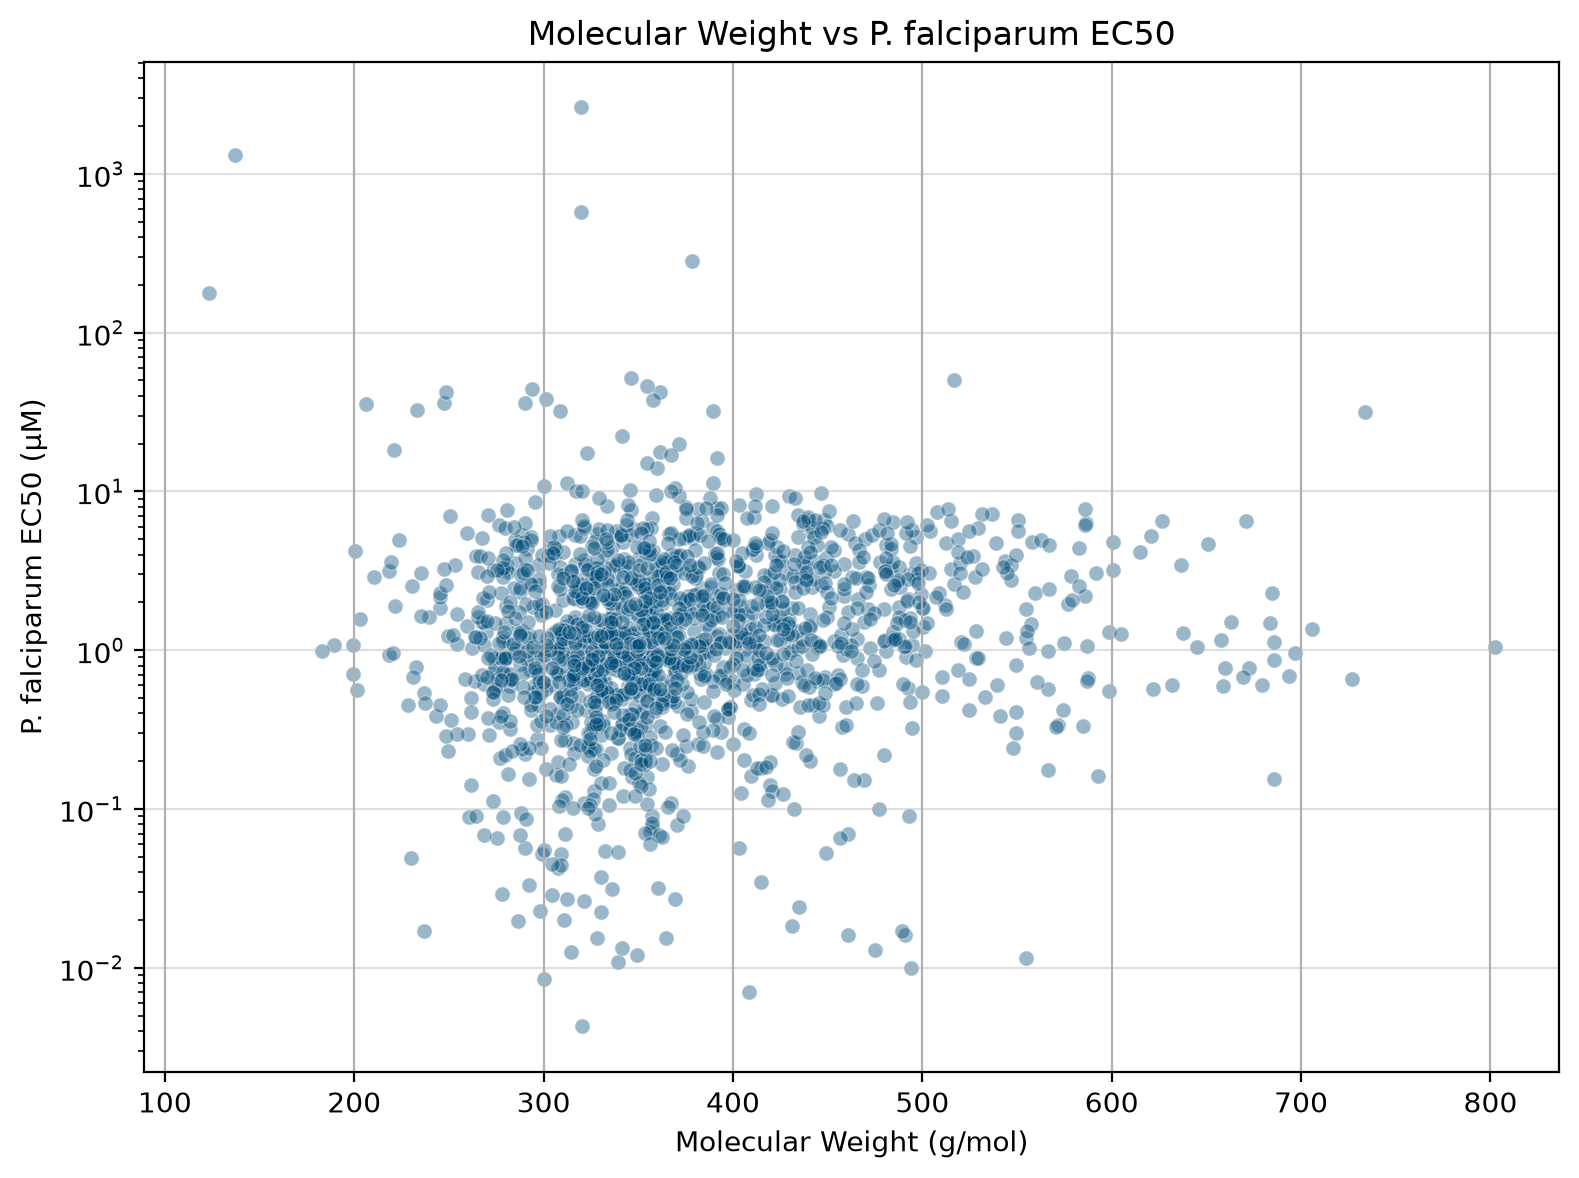 Molecular Weight vs P. falciparum EC50
P. falciparum EC50 (µM)
10³
10²
10¹
10⁰
10⁻¹
10⁻²
100 200 300 400 500 600 700 800
Molecular Weight (g/mol)